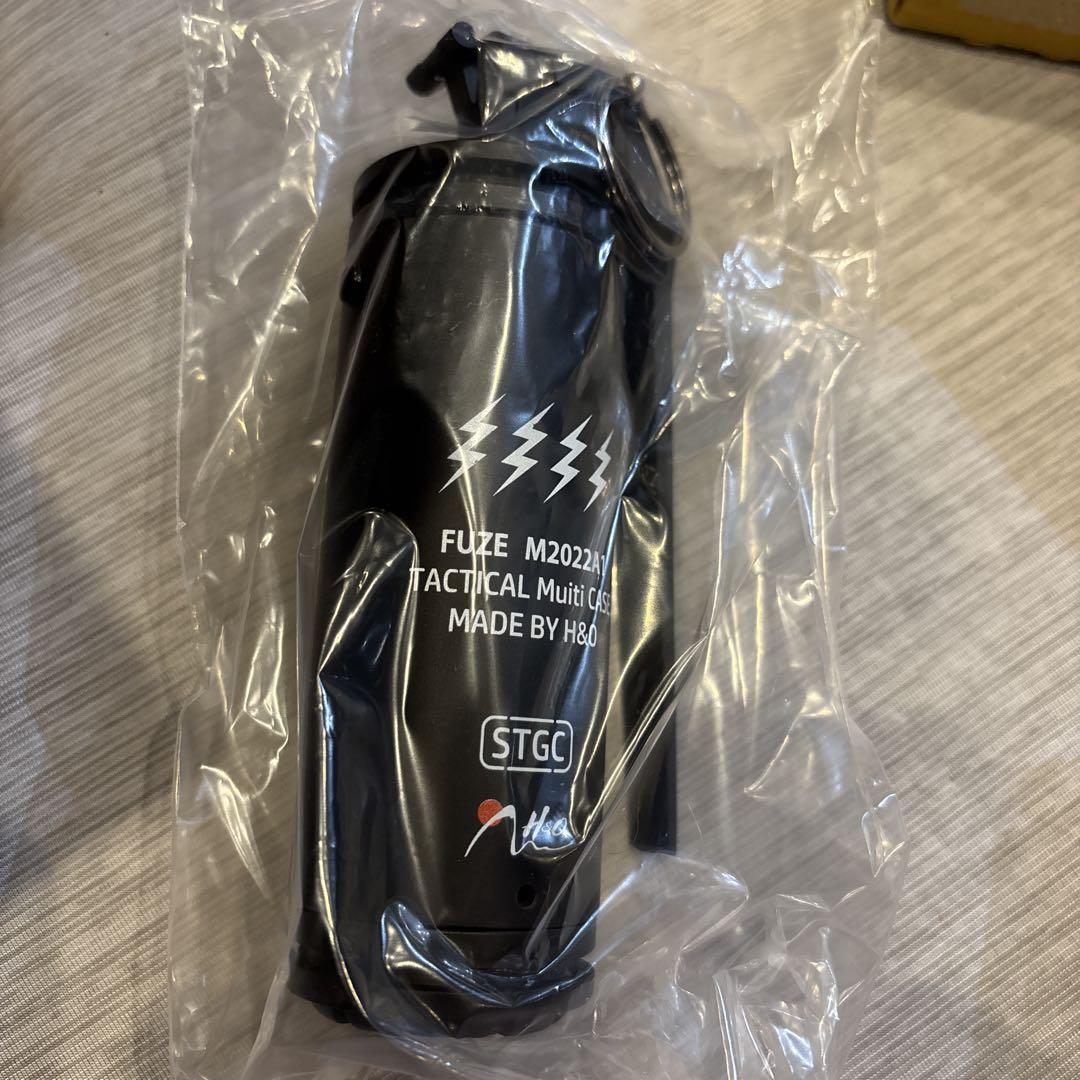 FUZE M2022A1
TACTICAL Muiti CASE
MADE BY H&O
STGC
H&O